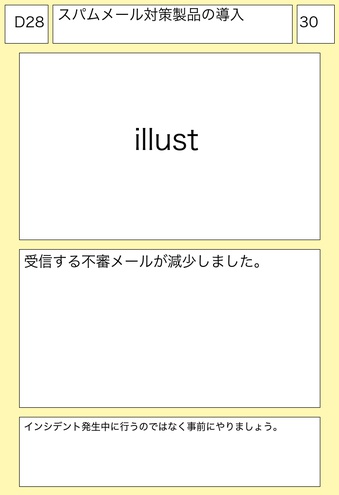 D28
スパムメール対策製品の導入
30
illust
受信する不審メールが減少しました。
インシデント発生中に行うのではなく事前にやりましょう。